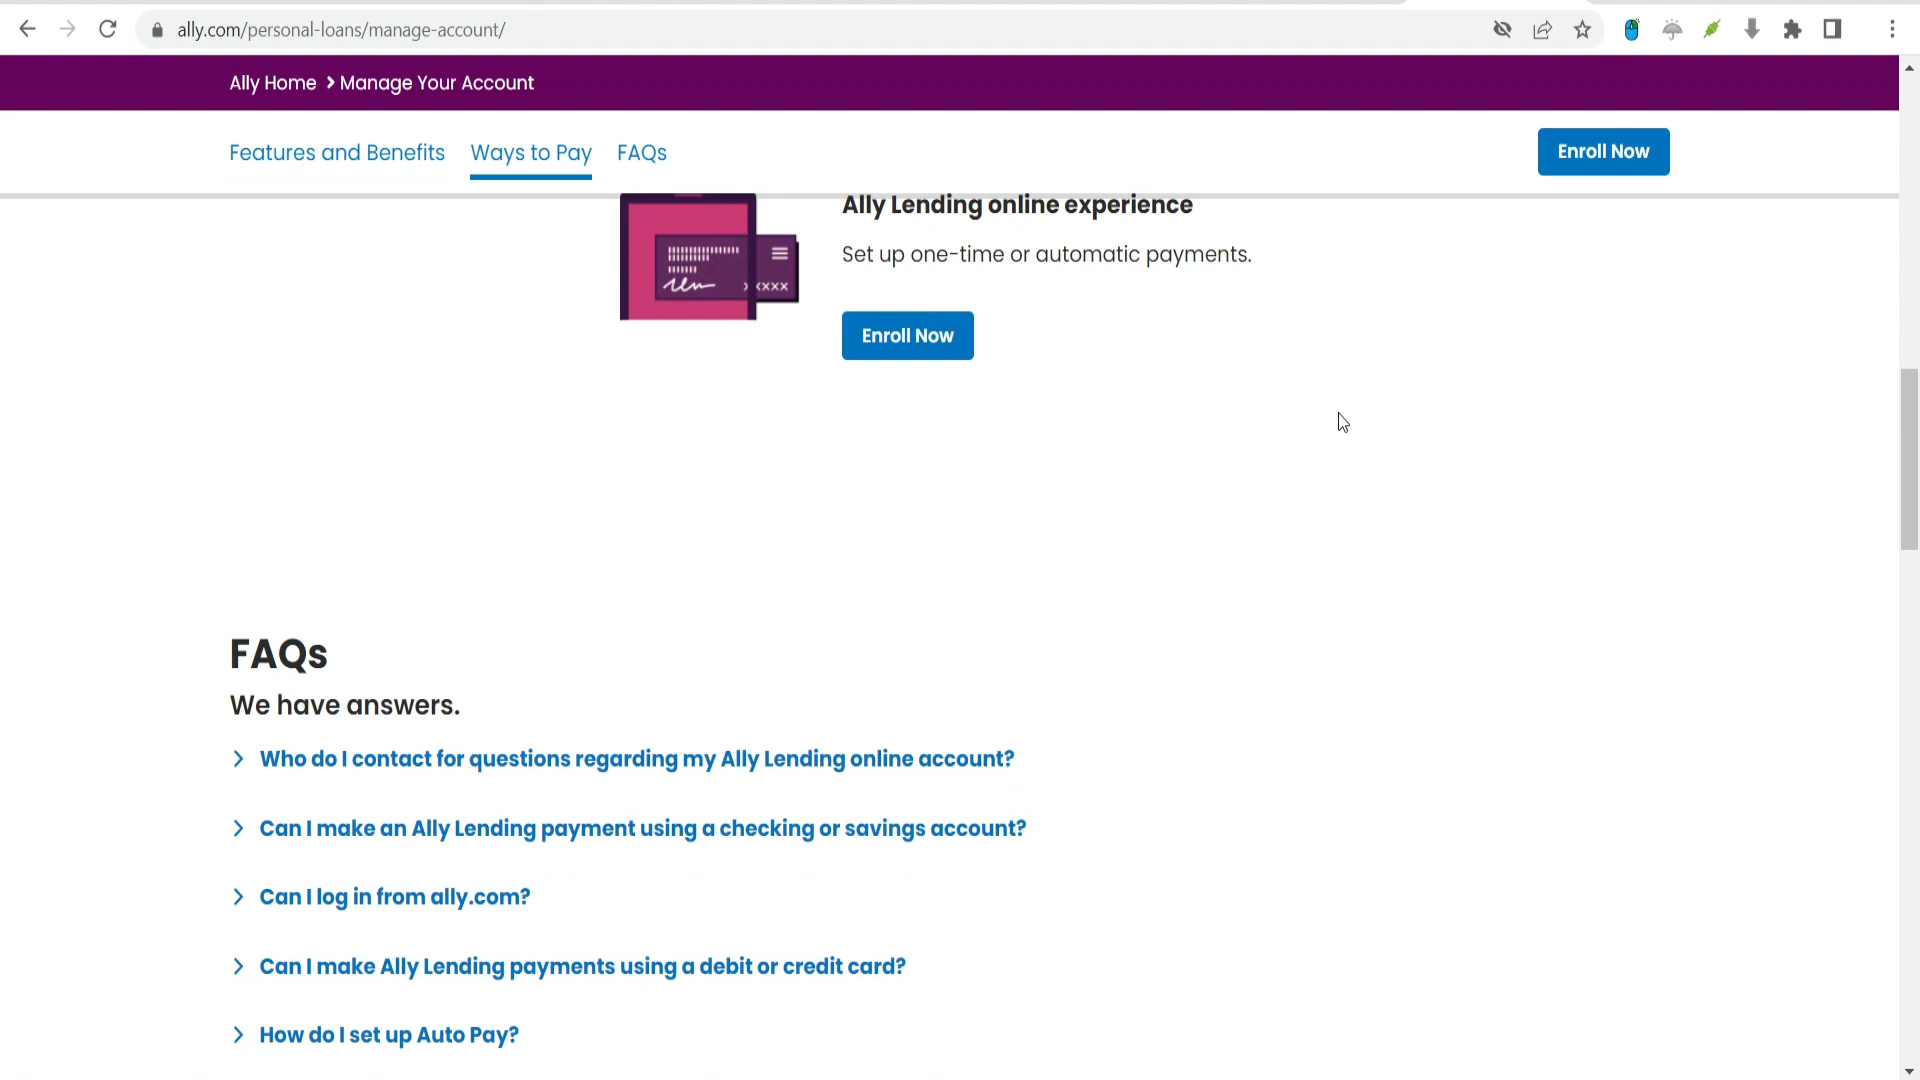 ally.com/personal-loans/manage-account/
Ally Home > Manage Your Account
Features and Benefits Ways to Pay FAQs Enroll Now
Ally Lending online experience
Set up one-time or automatic payments.
xxxxx
Enroll Now
FAQs
We have answers.
Who do I contact for questions regarding my Ally Lending online account?
Can I make an Ally Lending payment using a checking or savings account?
Can I log in from ally.com?
Can I make Ally Lending payments using a debit or credit card?
How do I set up Auto Pay?